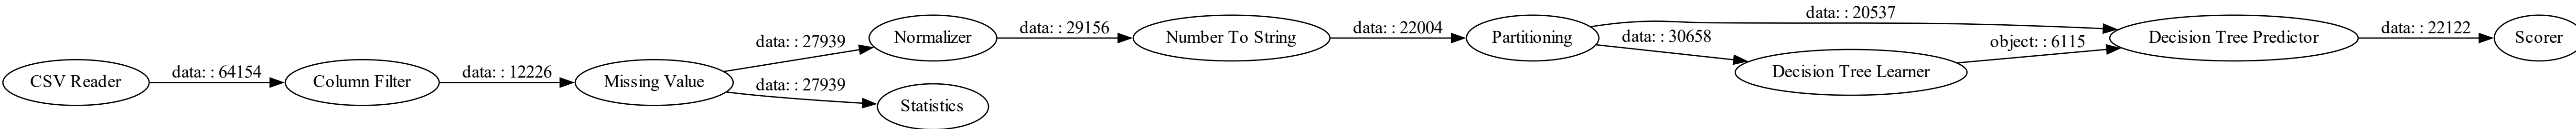 CSV Reader
data: : 64154
Column Filter
data: : 12226
Missing Value
data: : 27939
data: : 27939
Normalizer
Statistics
data: : 29156
Number To String
data: : 22004
Partitioning
data: : 20537
data: : 30658
Decision Tree Learner
object: : 6115
Decision Tree Predictor
data: : 22122
Scorer